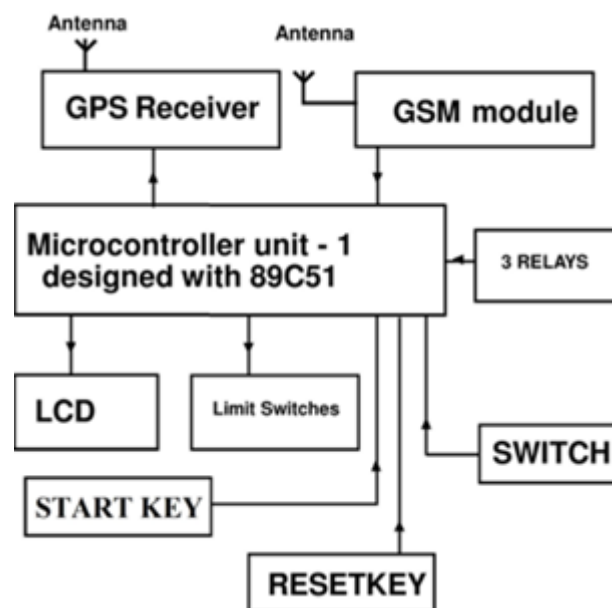 Antenna
Antenna
GPS Receiver
GSM module
Microcontroller unit - 1
designed with 89C51
3 RELAYS
LCD
Limit Switches
SWITCH
START KEY
RESETKEY